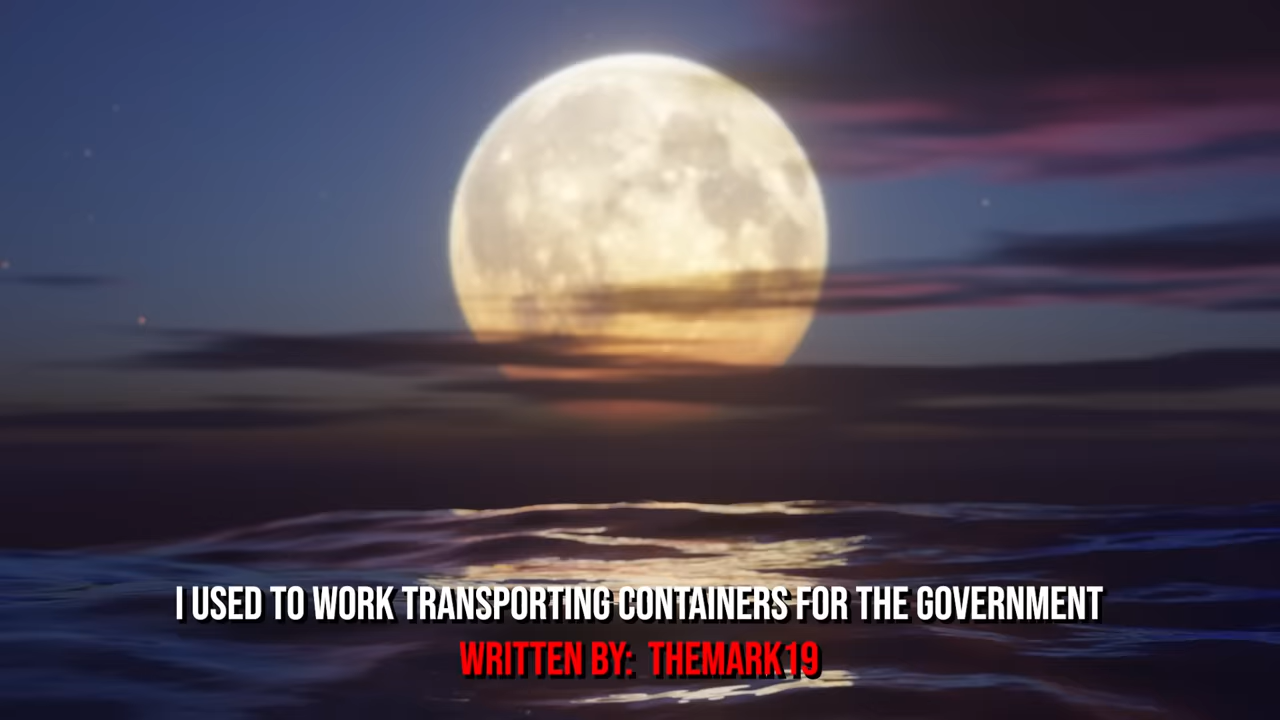 I USED TO WORK TRANSPORTING CONTAINERS FOR THE GOVERNMENT
WRITTEN BY: THEMARK19